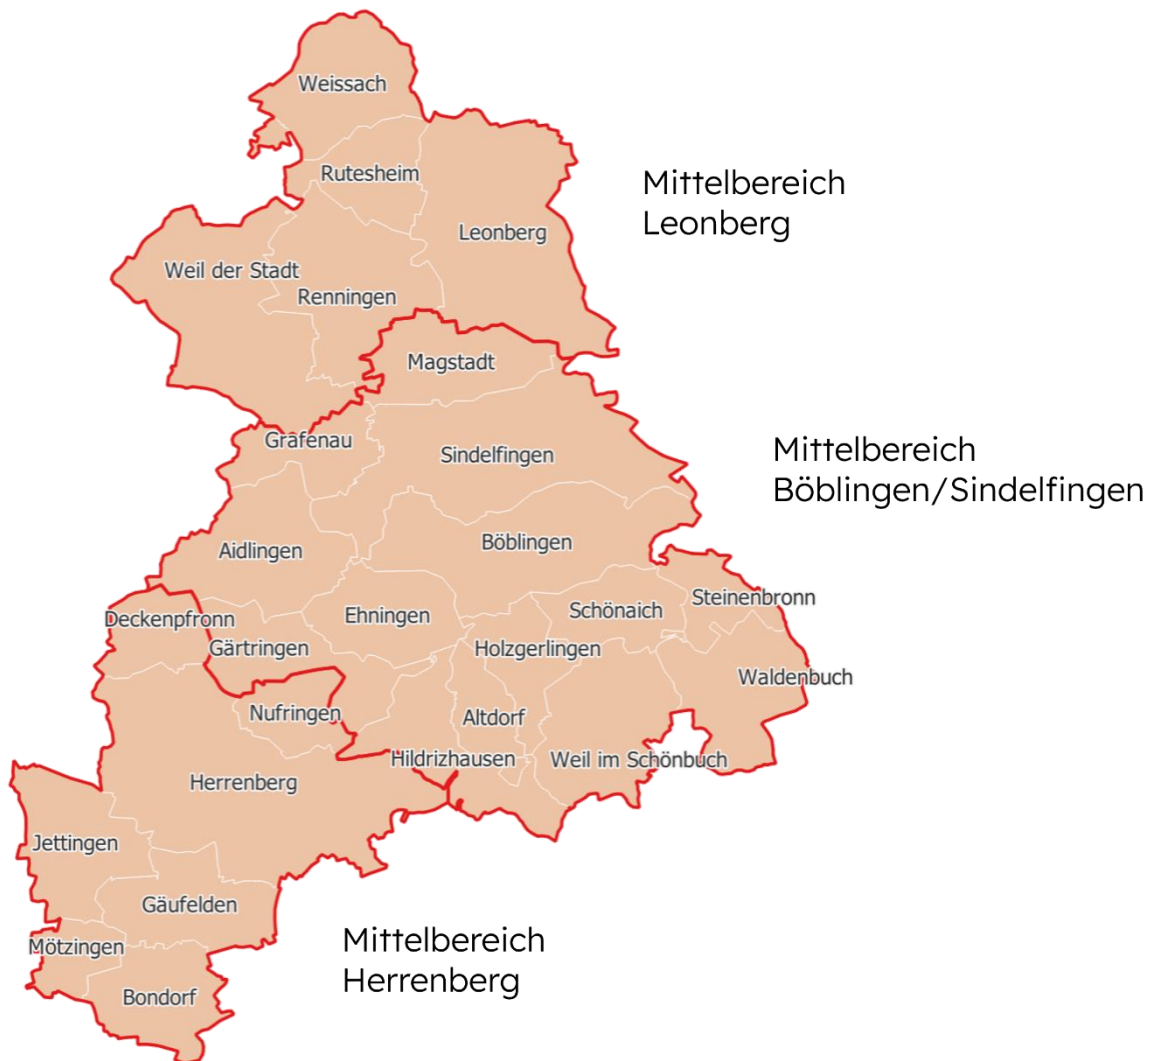 Weissach
Rutesheim
Mittelbereich
Leonberg
Leonberg
Weil der Stadt
Renningen
Magstadt
Grafenau
Sindelfingen
Mittelbereich
Böblingen/Sindelfingen
Böblingen
Aidlingen
Steinenbronn
Schönaich
Ehningen
Deckenpfronn
Gärtringen
Holzgerlingen
Waldenbuch
Nufringen
Altdorf
Hildrizhausen
Weil im Schönbuch
Herrenberg
Jettingen
Gäufelden
Mötzingen
Mittelbereich
Herrenberg
Bondorf